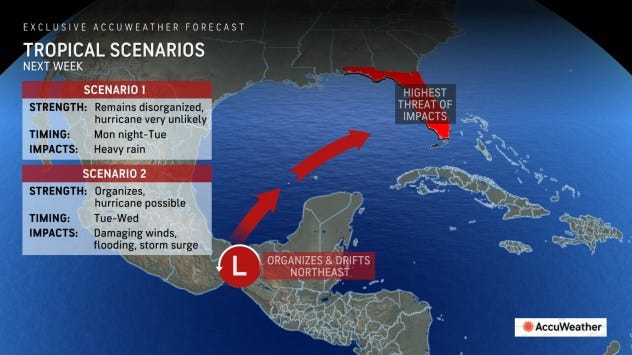 EXCLUSIVE ACCUWEATHER FORECAST
TROPICAL SCENARIOS
NEXT WEEK
SCENARIO 1
STRENGTH: Remains disorganized,
hurricane very unlikely
TIMING: Mon night-Tue
IMPACTS: Heavy rain
SCENARIO 2
STRENGTH: Organizes,
hurricane possible
TIMING: Tue-Wed
IMPACTS: Damaging winds,
flooding, storm surge
HIGHEST
THREAT OF
IMPACTS
L
ORGANIZES & DRIFTS
NORTHEAST
AccuWeather